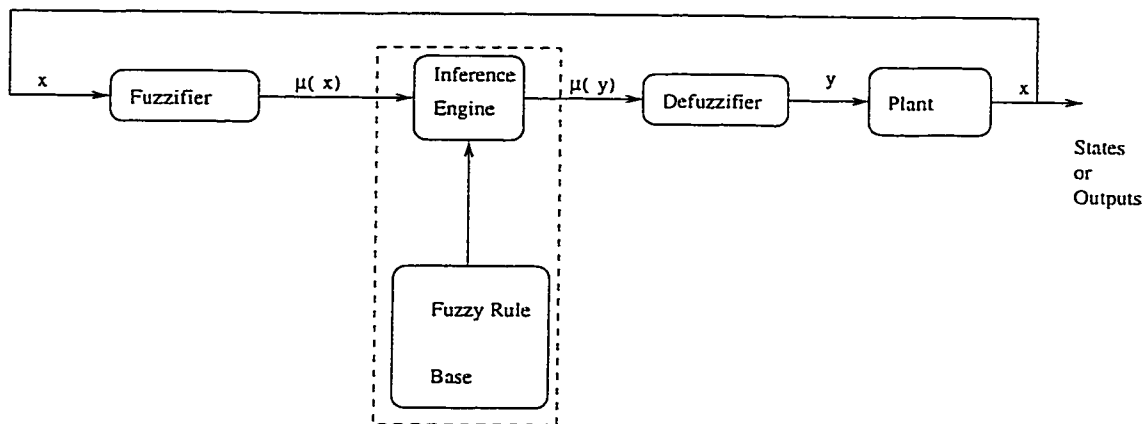 x
Fuzzifier
μ( x)
Inference
Engine
μ( y)
Defuzzifier
y
Plant
x
States
or
Outputs
Fuzzy Rule
Base